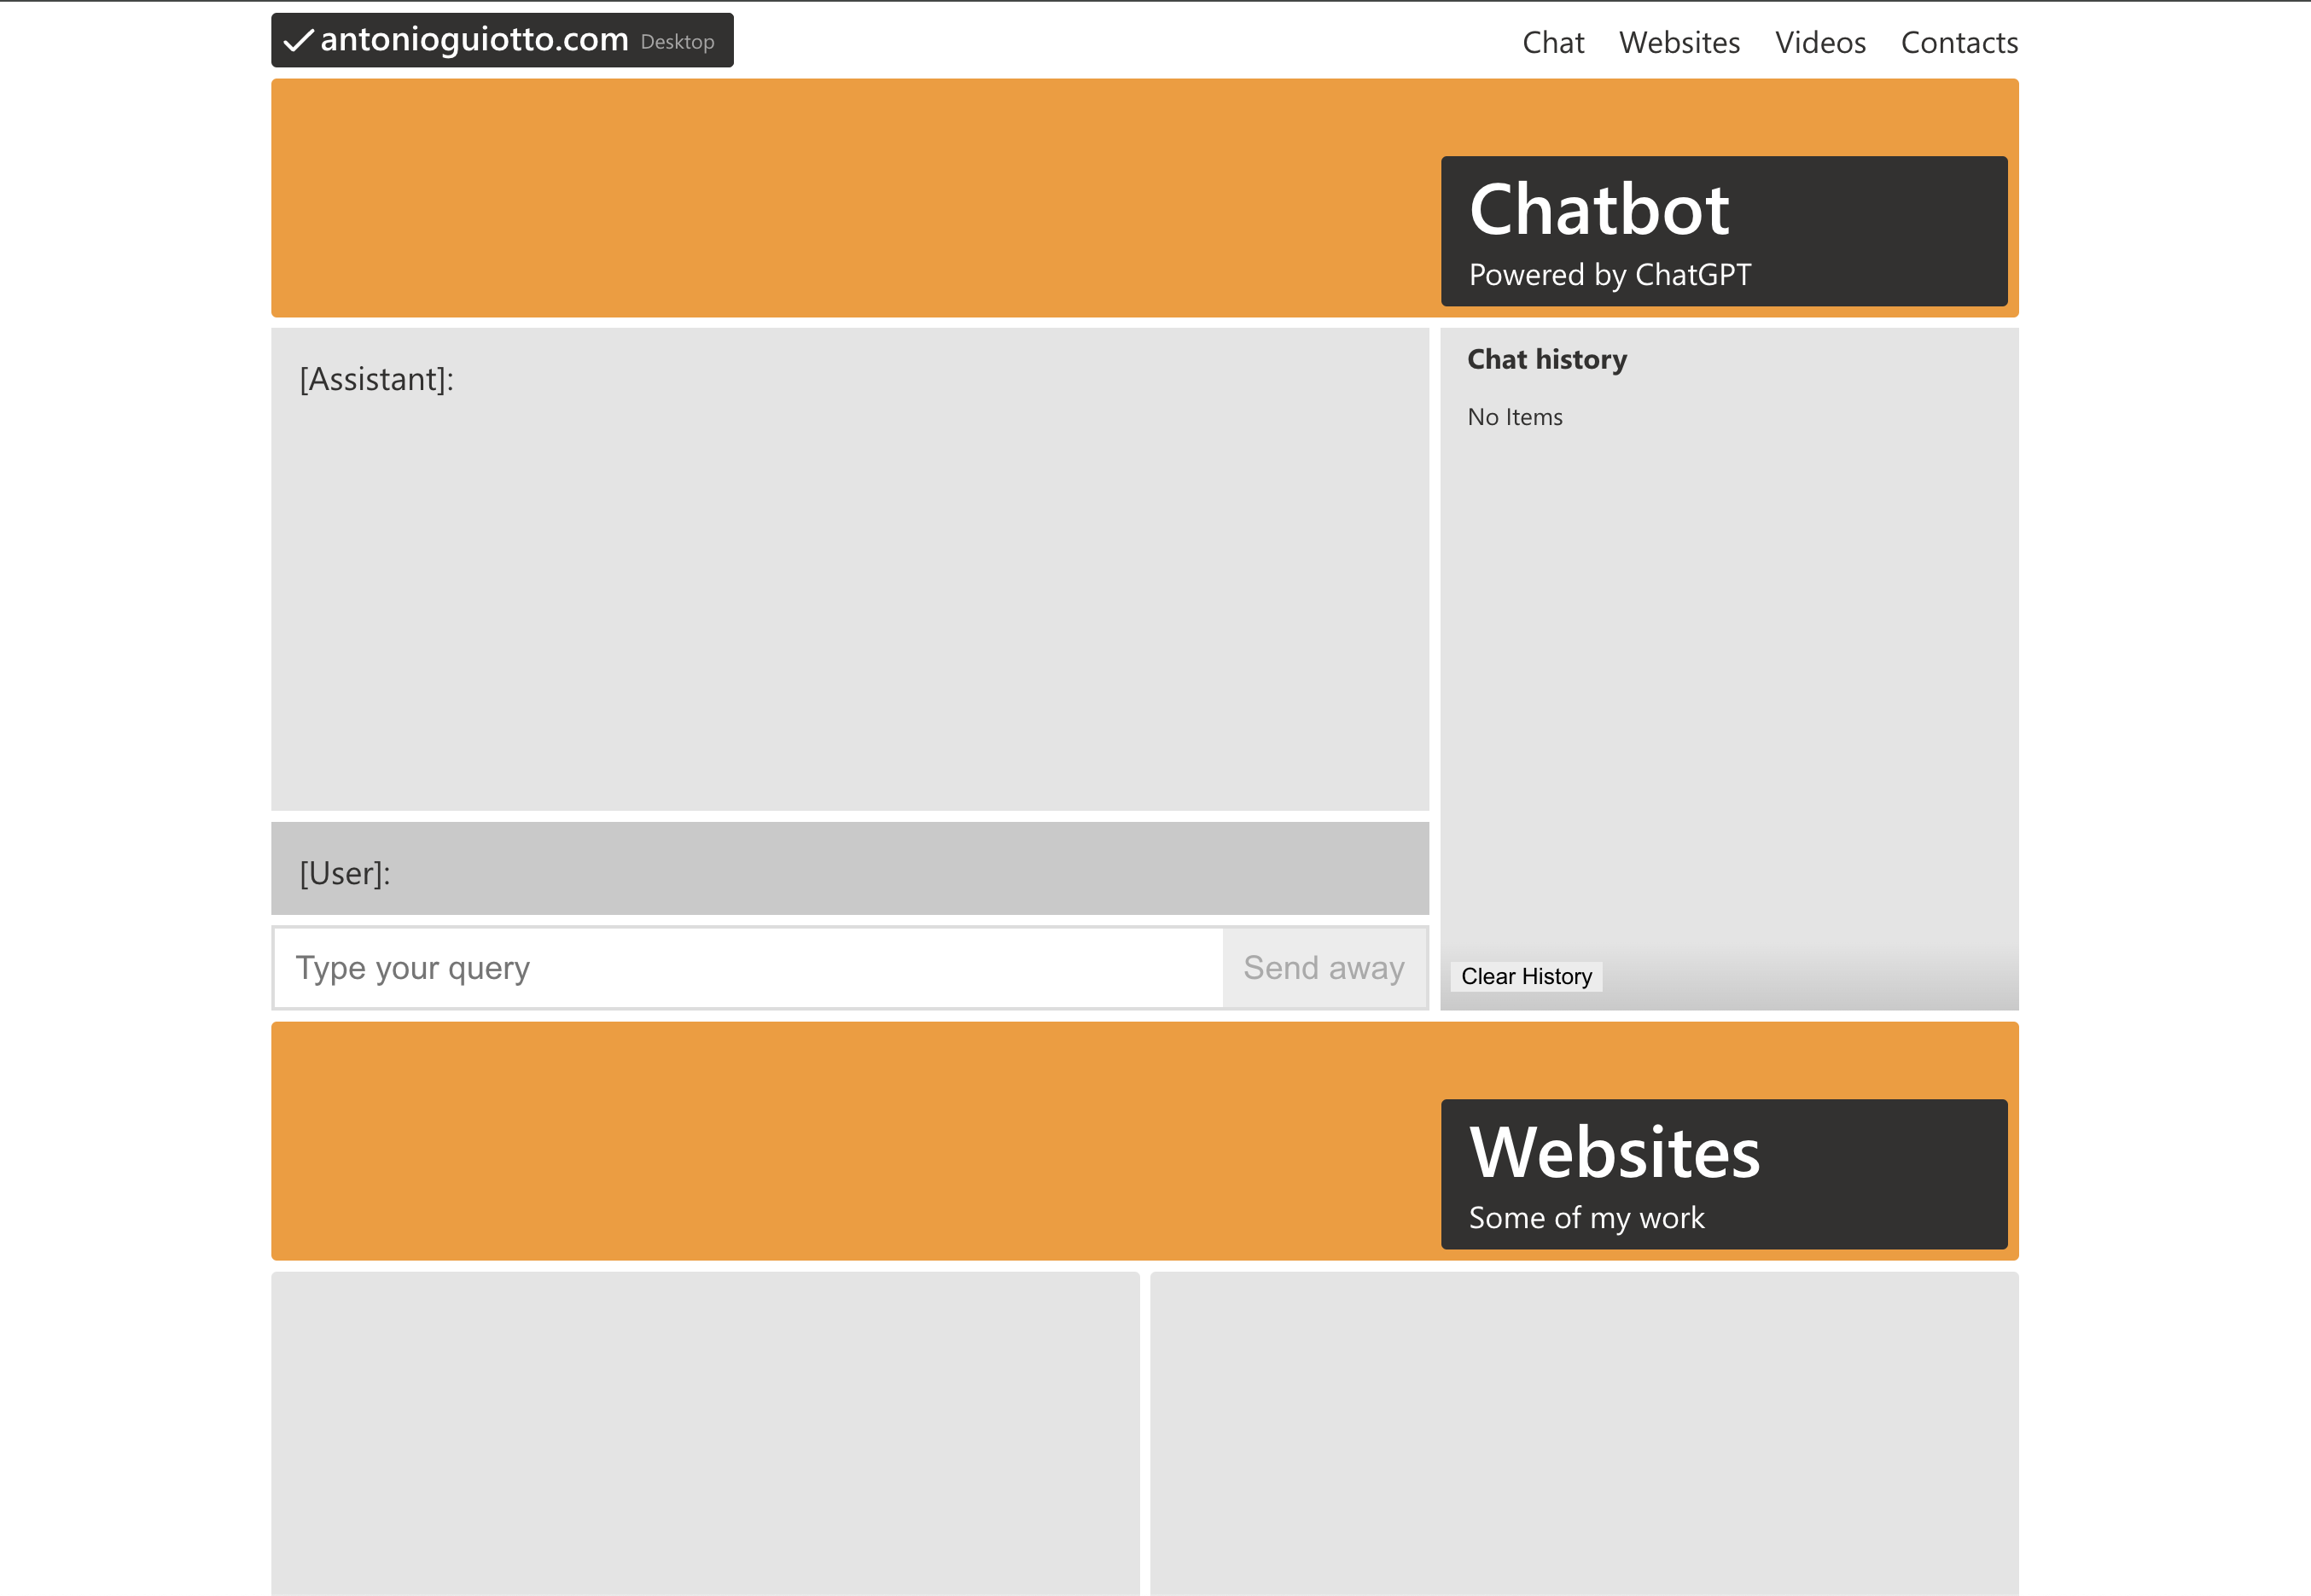 antonioguiotto.com Desktop
Chat Websites Videos Contacts
Chatbot
Powered by ChatGPT
[Assistant]:
Chat history
No Items
[User]:
Type your query
Send away
Clear History
Websites
Some of my work